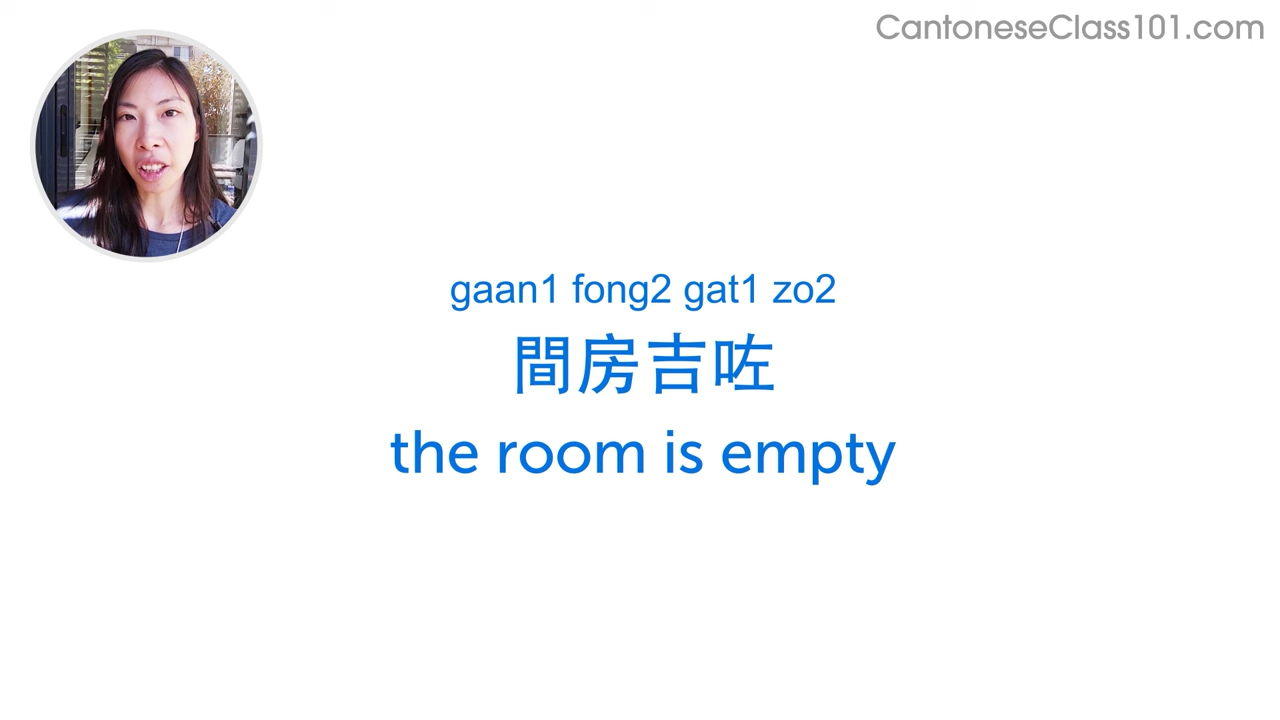 CantoneseClass101.com
gaan1 fong2 gat1 zo2
間房吉咗
the room is empty